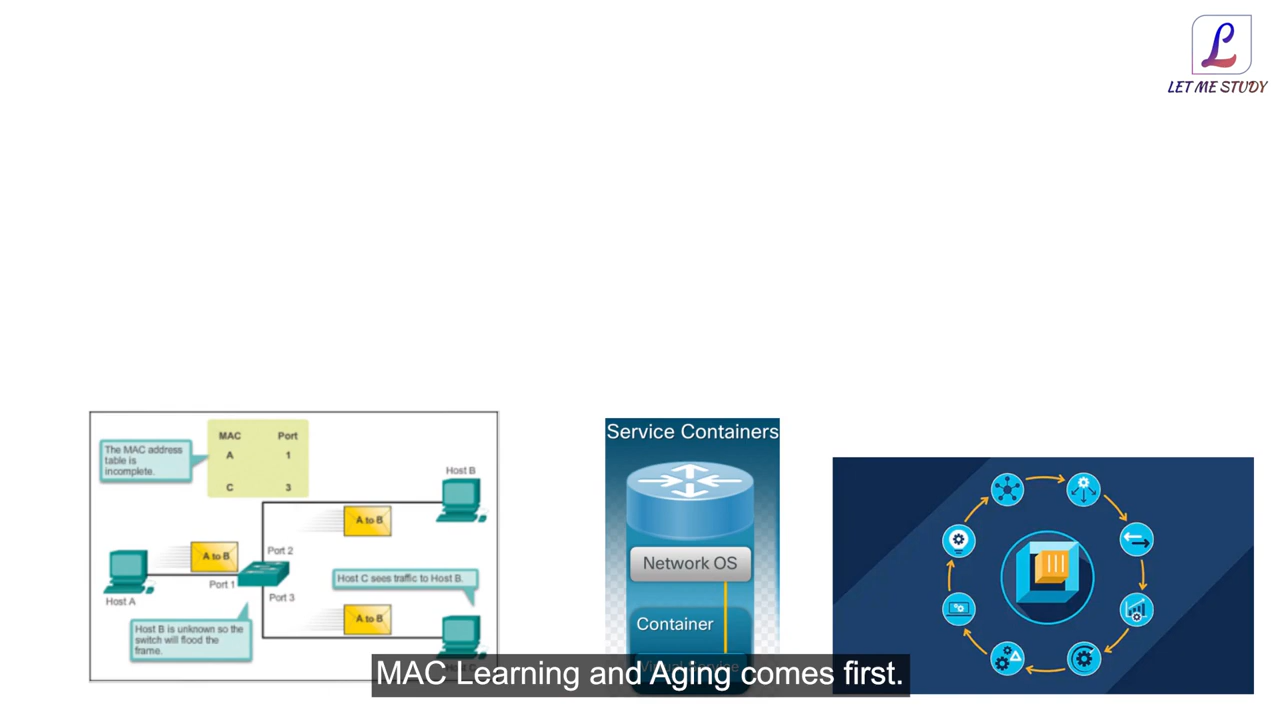 L
LET ME STUDY
The MAC address
table is
incomplete.
MAC Port
A 1
C 3
Host B
A to B
A to B
Port 2
Port 1
Host A
Port 3
Host C sees traffic to Host B.
A to B
Host B is unknown so the
switch will flood the
frame.
Service Containers
Network OS
Container
Virtual Service
MAC Learning and Aging comes first.